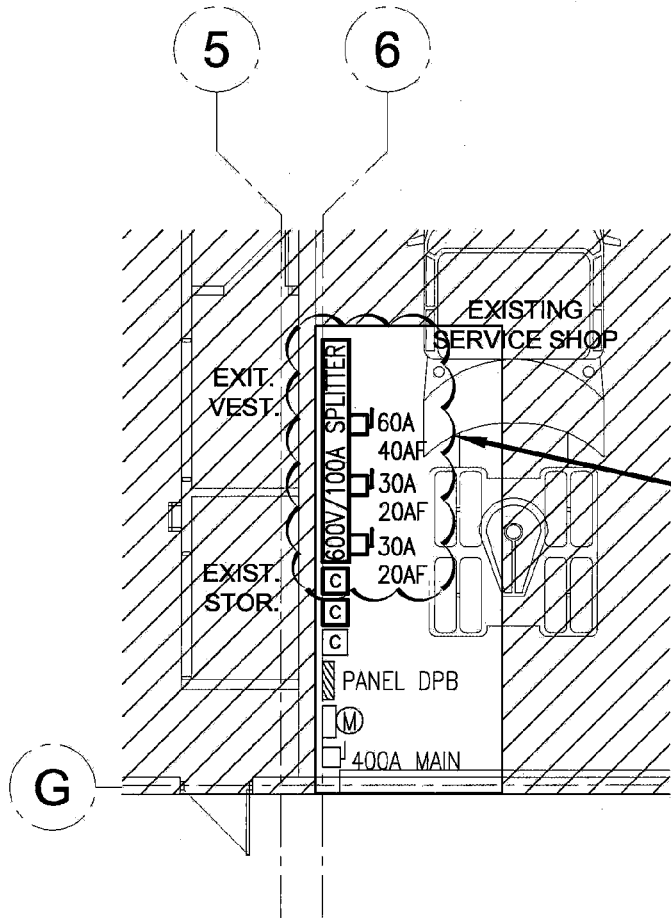 5
6
EXISTING
SERVICE SHOP
EXIT.
VEST.
600V/100A SPLITTER
60A
40AF
30A
20AF
30A
20AF
EXIST.
STOR.
C
C
C
PANEL DPB
M
400A MAIN
G